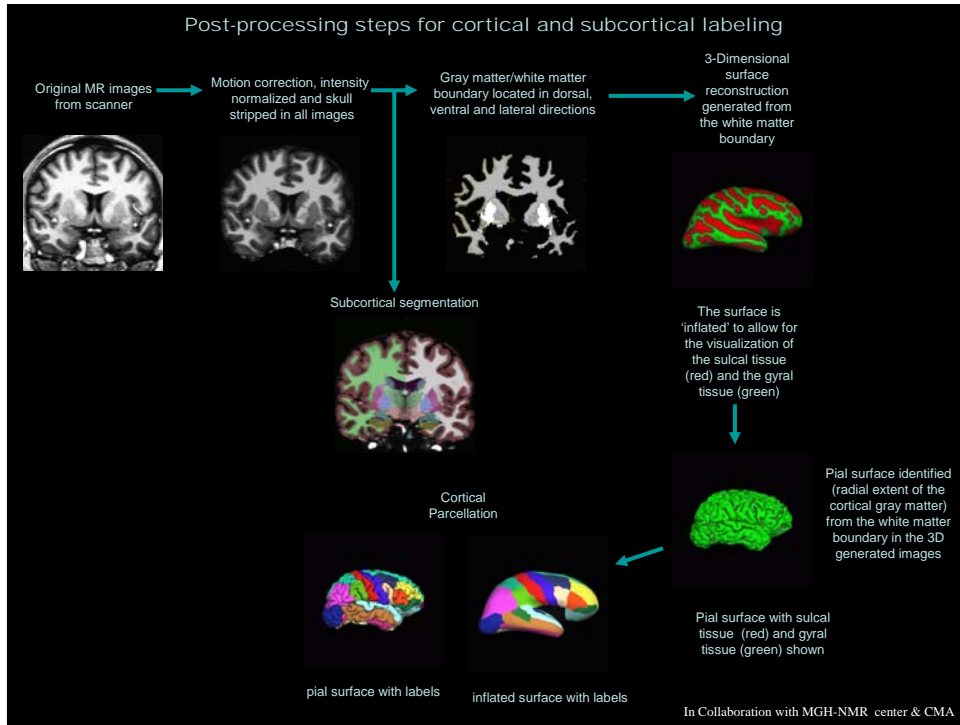 Post-processing steps for cortical and subcortical labeling
Original MR images
from scanner
Motion correction, intensity
normalized and skull
stripped in all images
Gray matter/white matter
boundary located in dorsal,
ventral and lateral directions
3-Dimensional
surface
reconstruction
generated from
the white matter
boundary
Subcortical segmentation
The surface is
‘inflated’ to allow for
the visualization of
the sulcal tissue
(red) and the gyral
tissue (green)
Pial surface identified
(radial extent of the
cortical gray matter)
from the white matter
boundary in the 3D
generated images
Cortical
Parcellation
Pial surface with sulcal
tissue (red) and gyral
tissue (green) shown
pial surface with labels
inflated surface with labels
In Collaboration with MGH-NMR center & CMA